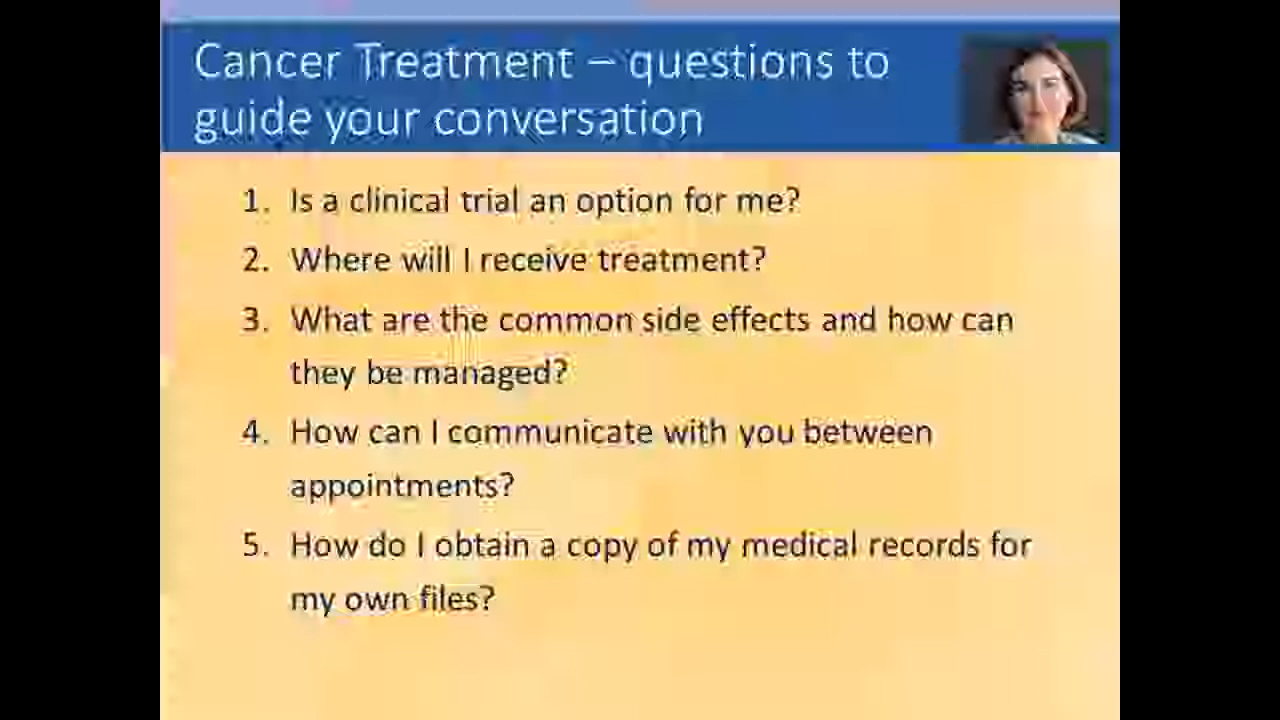 Cancer Treatment – questions to
guide your conversation
1. Is a clinical trial an option for me?
2. Where will I receive treatment?
3. What are the common side effects and how can
they be managed?
4. How can I communicate with you between
appointments?
5. How do I obtain a copy of my medical records for
my own files?